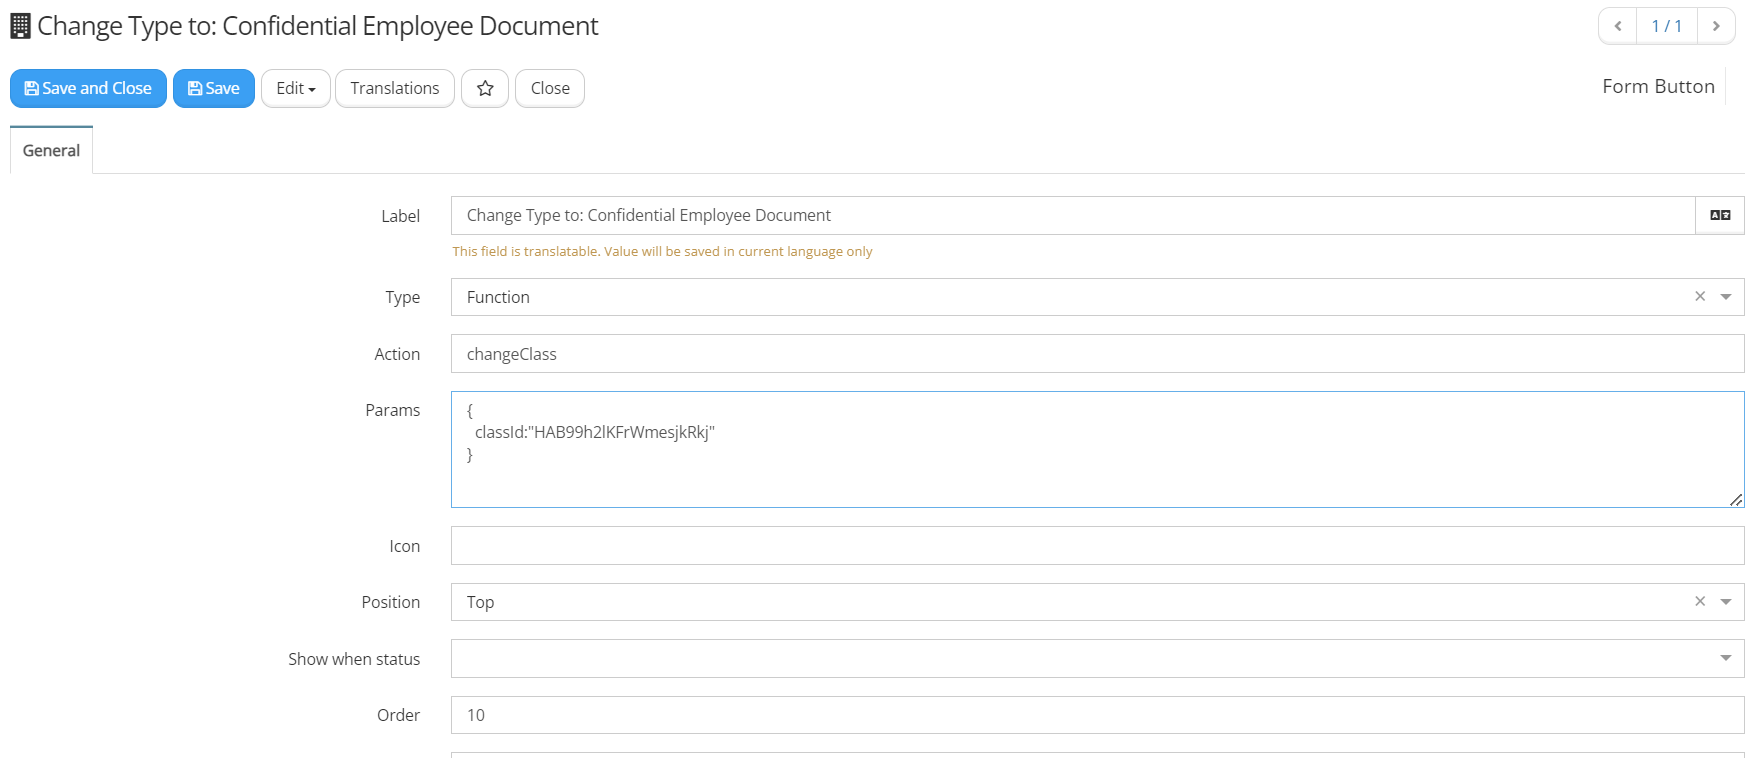 Change Type to: Confidential Employee Document
1 / 1
Save and Close
Save
Edit
Translations
Close
Form Button
General
Label
Change Type to: Confidential Employee Document
This field is translatable. Value will be saved in current language only
Type
Function
Action
changeClass
Params
{
classId:"HAB99h2lKFrWmesjkRkj"
}
Icon
Position
Top
Show when status
Order
10